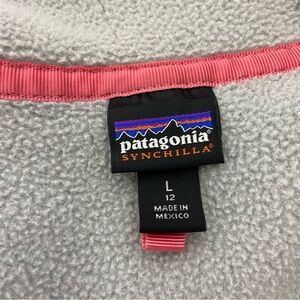 patagonia
SYNCHILLA®
L
12
MADE IN
MEXICO